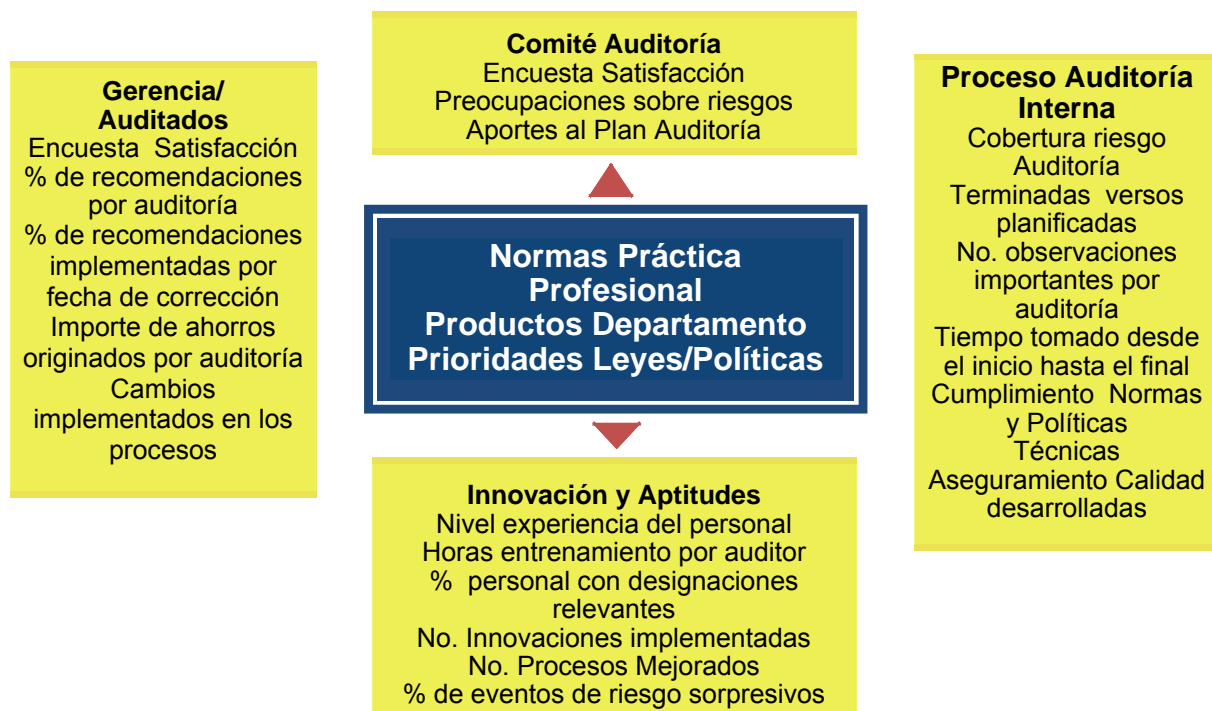 Gerencia/
Auditados
Encuesta Satisfacción
% de recomendaciones
por auditoría
% de recomendaciones
implementadas por
fecha de corrección
Importe de ahorros
originados por auditoría
Cambios
implementados en los
procesos
Comité Auditoría
Encuesta Satisfacción
Preocupaciones sobre riesgos
Aportes al Plan Auditoría
Normas Práctica
Profesional
Productos Departamento
Prioridades Leyes/Políticas
Innovación y Aptitudes
Nivel experiencia del personal
Horas entrenamiento por auditor
% personal con designaciones
relevantes
No. Innovaciones implementadas
No. Procesos Mejorados
% de eventos de riesgo sorpresivos
Proceso Auditoría
Interna
Cobertura riesgo
Auditoría
Terminadas versos
planificadas
No. observaciones
importantes por
auditoría
Tiempo tomado desde
el inicio hasta el final
Cumplimiento Normas
y Políticas
Técnicas
Aseguramiento Calidad
desarrolladas